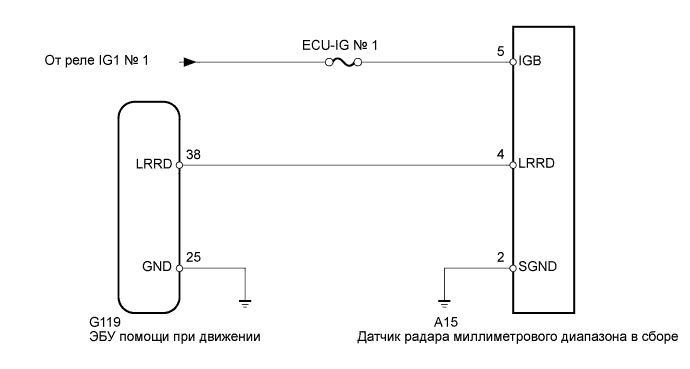 ECU-IG № 1
От реле IG1 № 1
5
IGB
LRRD
38
4
LRRD
GND
25
2
SGND
G119
ЭБУ помощи при движении
A15
Датчик радара миллиметрового диапазона в сборе